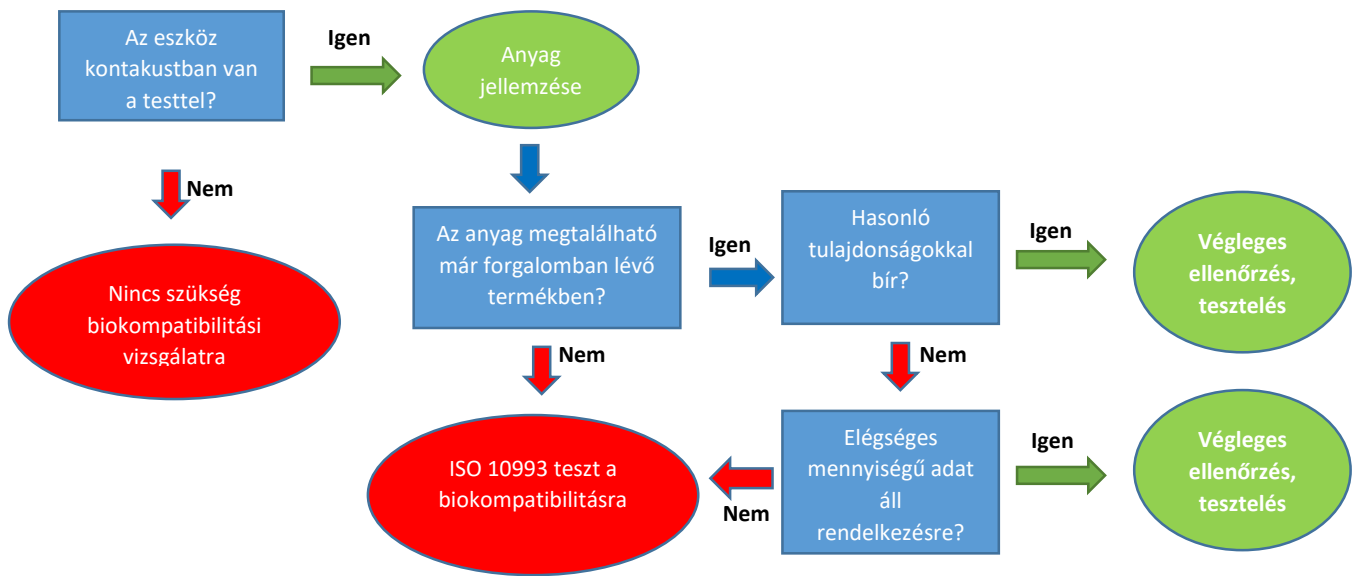 Az eszköz
kontakustban van
a testtel?
Igen
Anyag
jellemzése
Nem
Nincs szükség
biokompatibilitási
vizsgálatra
Az anyag megtalálható
már forgalomban lévő
termékben?
Igen
Hasonló
tulajdonságokkal
bír?
Igen
Végleges
ellenőrzés,
tesztelés
Nem
Nem
ISO 10993 teszt a
biokompatibilitásra
Nem
Elégséges
mennyiségű adat
áll
rendelkezésre?
Igen
Végleges
ellenőrzés,
tesztelés